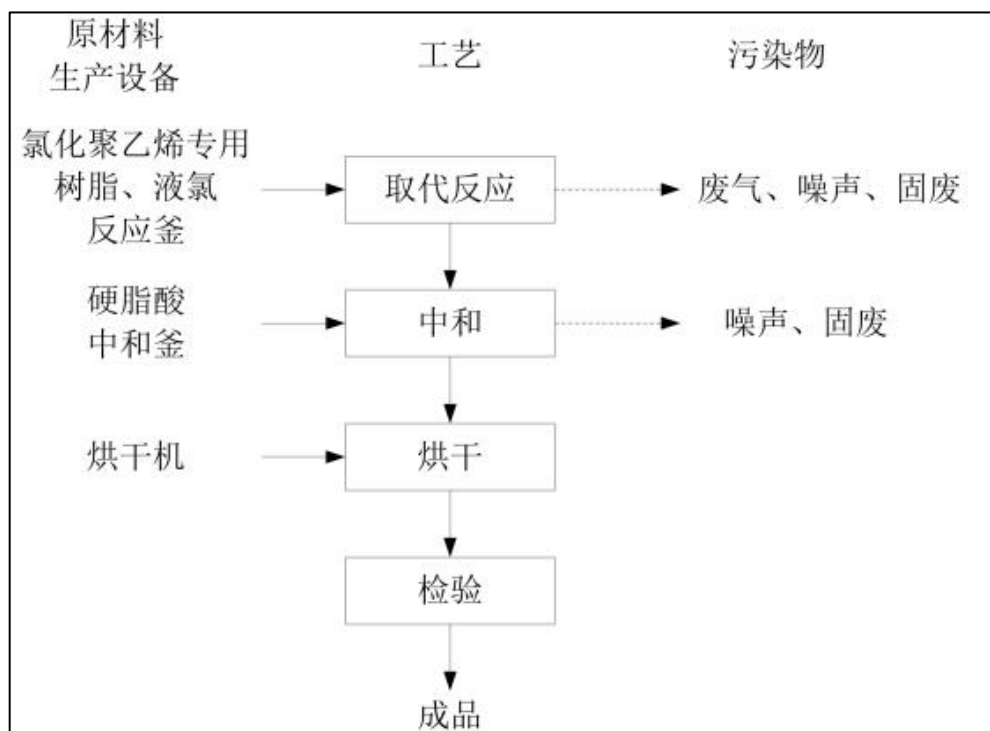 原材料
生产设备
工艺
污染物
氯化聚乙烯专用
树脂、液氯
反应釜
取代反应
废气、噪声、固废
硬脂酸
中和釜
中和
噪声、固废
烘干机
烘干
检验
成品